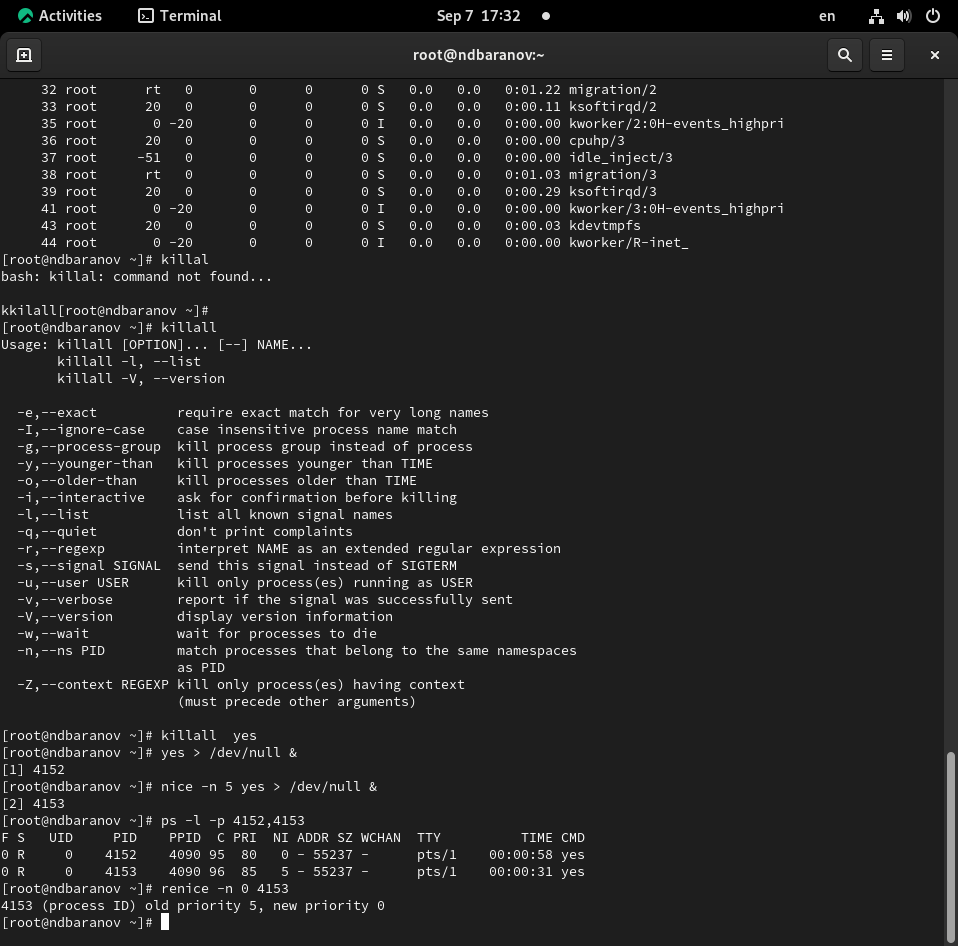 Activities Terminal Sep 7 17:32 en
root@ndbaranov:~
32 root rt 0 0 0 0 S 0.0 0.0 0:01.22 migration/2
33 root 20 0 0 0 0 S 0.0 0.0 0:00.11 ksoftirqd/2
35 root 0 -20 0 0 0 I 0.0 0.0 0:00.00 kworker/2:0H-events_highpri
36 root 20 0 0 0 0 S 0.0 0.0 0:00.00 cpuhp/3
37 root -51 0 0 0 0 S 0.0 0.0 0:00.00 idle_inject/3
38 root rt 0 0 0 0 S 0.0 0.0 0:01.03 migration/3
39 root 20 0 0 0 0 S 0.0 0.0 0:00.29 ksoftirqd/3
41 root 0 -20 0 0 0 I 0.0 0.0 0:00.00 kworker/3:0H-events_highpri
43 root 20 0 0 0 0 S 0.0 0.0 0:00.03 kdevtmpfs
44 root 0 -20 0 0 0 I 0.0 0.0 0:00.00 kworker/R-inet_
[root@ndbaranov ~]# killal
bash: killal: command not found...
kkilall[root@ndbaranov ~]#
[root@ndbaranov ~]# killall
Usage: killall [OPTION]... [--] NAME...
killall -l, --list
killall -V, --version
-e,--exact require exact match for very long names
-I,--ignore-case case insensitive process name match
-g,--process-group kill process group instead of process
-y,--younger-than kill processes younger than TIME
-o,--older-than kill processes older than TIME
-i,--interactive ask for confirmation before killing
-l,--list list all known signal names
-q,--quiet don't print complaints
-r,--regexp interpret NAME as an extended regular expression
-s,--signal SIGNAL send this signal instead of SIGTERM
-u,--user USER kill only process(es) running as USER
-v,--verbose report if the signal was successfully sent
-V,--version display version information
-w,--wait wait for processes to die
-n,--ns PID match processes that belong to the same namespaces
as PID
-Z,--context REGEXP kill only process(es) having context
(must precede other arguments)
[root@ndbaranov ~]# killall  yes
[root@ndbaranov ~]# yes > /dev/null &
[1] 4152
[root@ndbaranov ~]# nice -n 5 yes > /dev/null &
[2] 4153
[root@ndbaranov ~]# ps -l -p 4152,4153
F S UID PID PPID C PRI NI ADDR SZ WCHAN TTY TIME CMD
0 R 0 4152 4090 95 80 0 - 55237 - pts/1 00:00:58 yes
0 R 0 4153 4090 96 85 5 - 55237 - pts/1 00:00:31 yes
[root@ndbaranov ~]# renice -n 0 4153
4153 (process ID) old priority 5, new priority 0
[root@ndbaranov ~]#